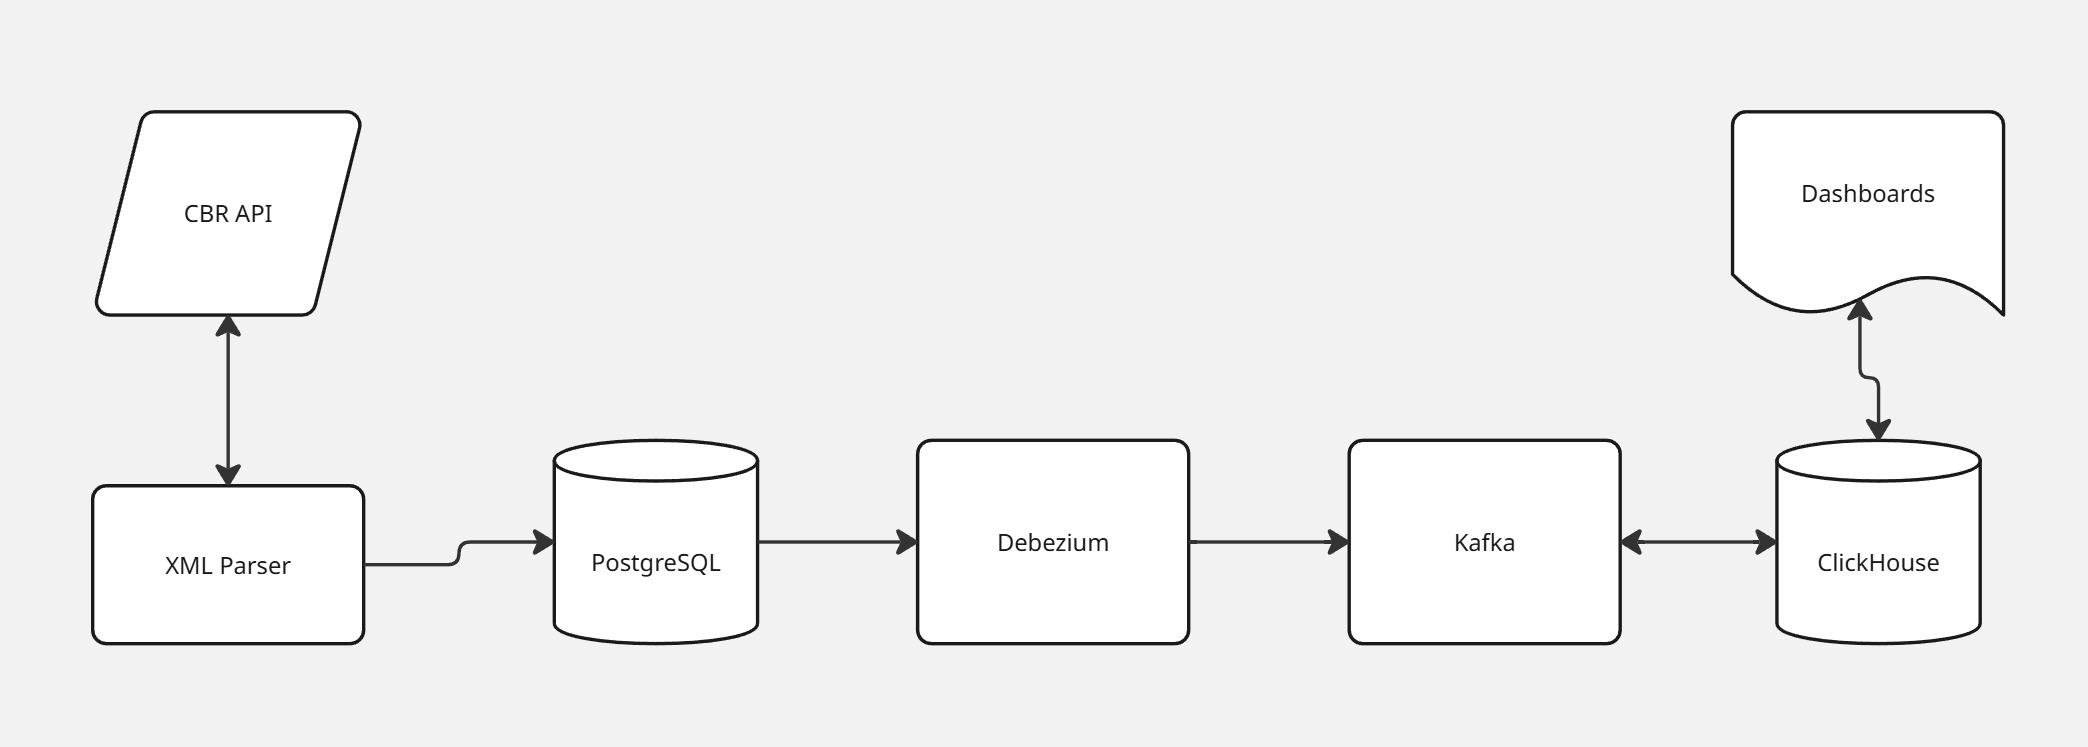 CBR API
Dashboards
XML Parser
PostgreSQL
Debezium
Kafka
ClickHouse